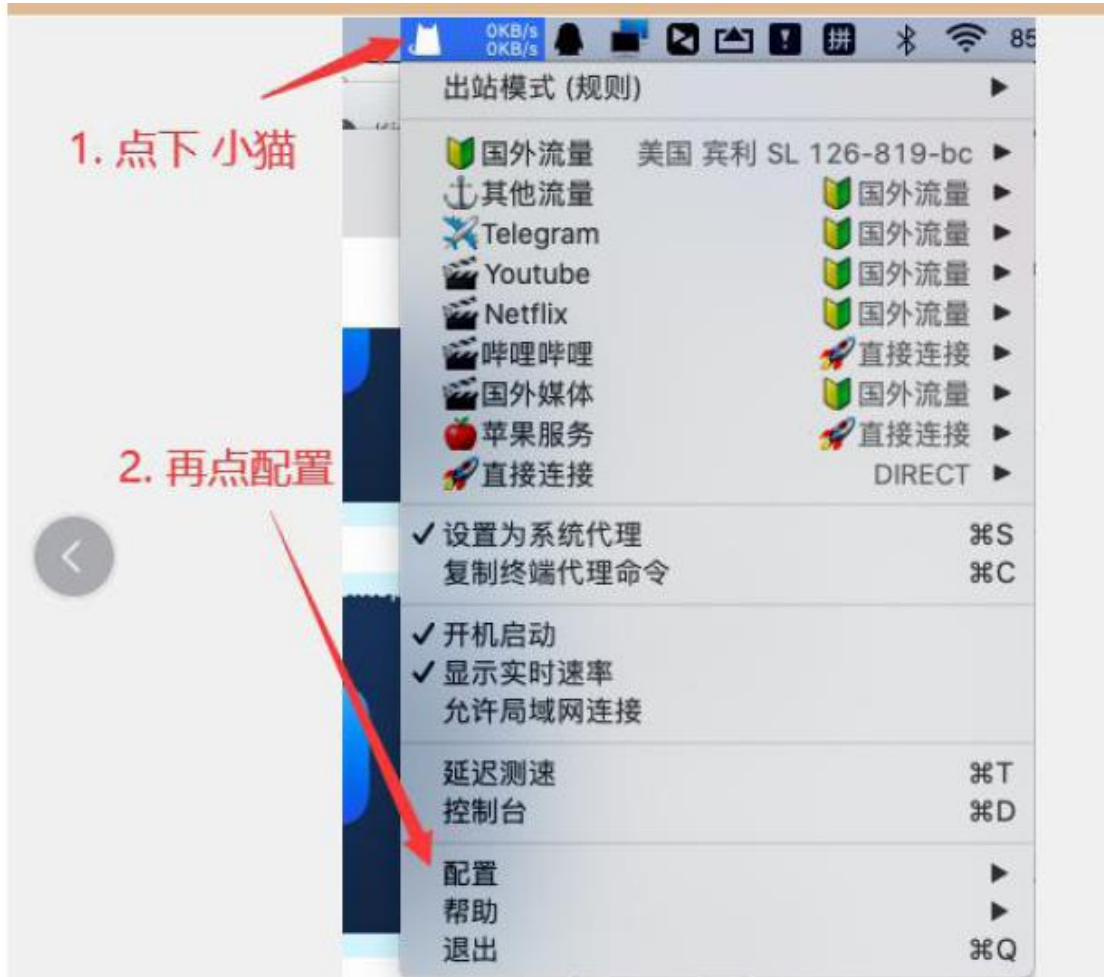 0KB/s
0KB/s
拼
85
出站模式 (规则)
1. 点下 小猫
🔰国外流量 美国 宾利 SL 126-819-bc
⚓其他流量 🔰国外流量
✈️Telegram 🔰国外流量
🎬Youtube 🔰国外流量
🎬Netflix 🔰国外流量
🎬哔哩哔哩 🚀直接连接
🎬国外媒体 🔰国外流量
🍎苹果服务 🚀直接连接
2. 再点配置
🚀直接连接 DIRECT
✓ 设置为系统代理 ⌘S
复制终端代理命令 ⌘C
✓ 开机启动
✓ 显示实时速率
允许局域网连接
延迟测速 ⌘T
控制台 ⌘D
配置
帮助
退出 ⌘Q